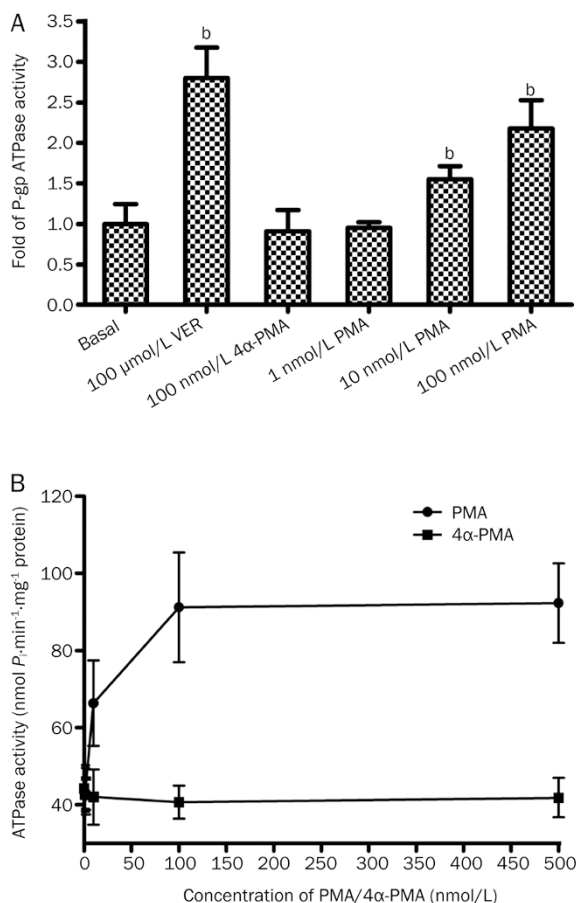 A
Fold of P-gp ATPase activity
3.5
3.0
2.5
2.0
1.5
1.0
0.5
0.0
b
b
b
Basal
100 μmol/L VER
100 nmol/L 4α-PMA
1 nmol/L PMA
10 nmol/L PMA
100 nmol/L PMA
B
ATPase activity (nmol Pᵢ·min⁻¹·mg⁻¹ protein)
120
100
80
60
40
PMA
4α-PMA
0 50 100 150 200 250 300 350 400 450 500
Concentration of PMA/4α-PMA (nmol/L)